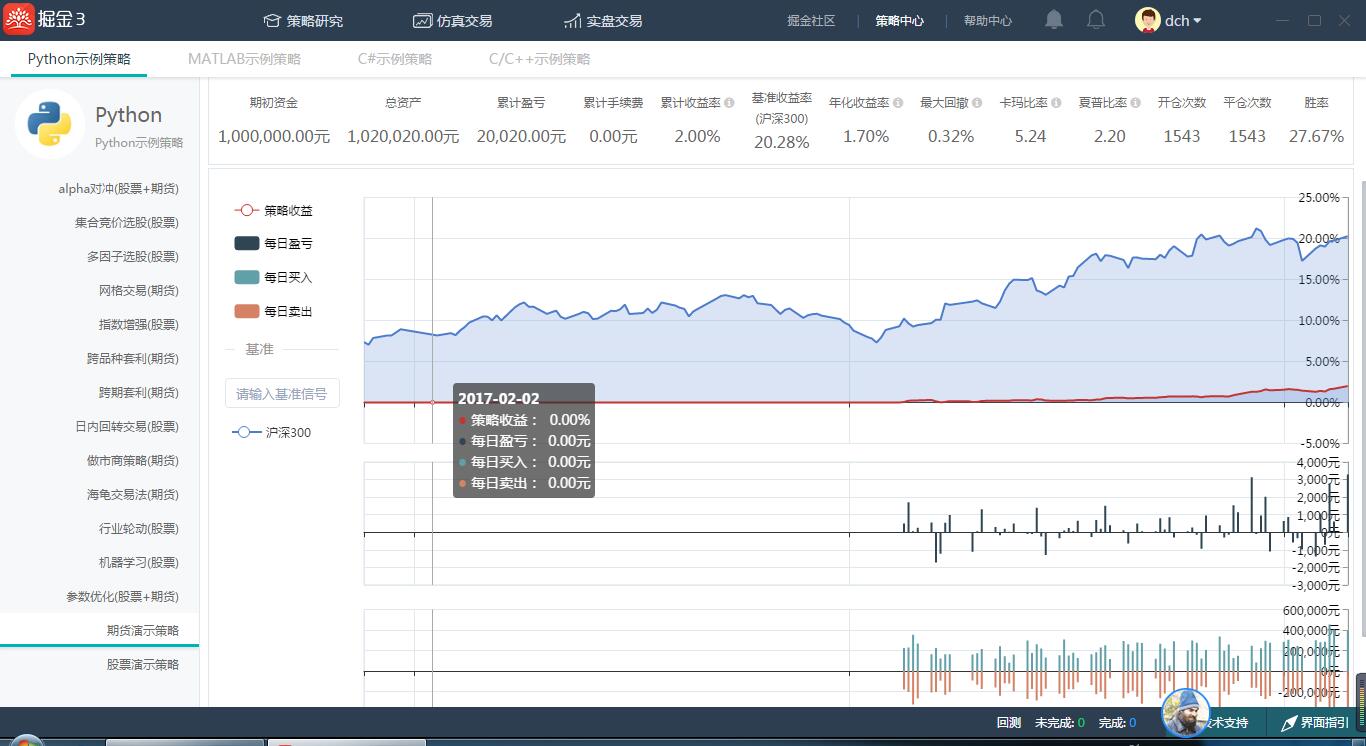 掘金3
策略研究
仿真交易
实盘交易
掘金社区
策略中心
帮助中心
dch
Python示例策略
MATLAB示例策略
C#示例策略
C/C++示例策略
Python
Python示例策略
alpha对冲(股票+期货)
集合竞价选股(股票)
多因子选股(股票)
网格交易(期货)
指数增强(股票)
跨品种套利(期货)
跨期套利(期货)
日内回转交易(股票)
做市商策略(期货)
海龟交易法(期货)
行业轮动(股票)
机器学习(股票)
参数优化(股票+期货)
期货演示策略
股票演示策略
期初资金
1,000,000.00元
总资产
1,020,020.00元
累计盈亏
20,020.00元
累计手续费
0.00元
累计收益率
2.00%
基准收益率
(沪深300)
20.28%
年化收益率
1.70%
最大回撤
0.32%
卡玛比率
5.24
夏普比率
2.20
开仓次数
1543
平仓次数
1543
胜率
27.67%
策略收益
每日盈亏
每日买入
每日卖出
基准
请输入基准信号
沪深300
25.00%
20.00%
15.00%
10.00%
5.00%
0.00%
-5.00%
2017-02-02
策略收益： 0.00%
每日盈亏： 0.00元
每日买入： 0.00元
每日卖出： 0.00元
4,000元
3,000元
2,000元
1,000元
0元
-1,000元
-2,000元
-3,000元
600,000元
400,000元
200,000元
0元
-200,000元
回测
未完成: 0
完成: 0
术支持
界面指引